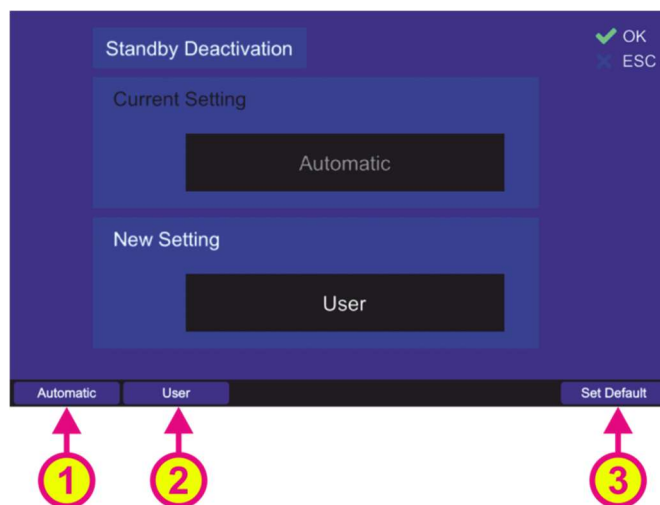 Standby Deactivation
OK
ESC
Current Setting
Automatic
New Setting
User
Automatic
User
Set Default
1
2
3